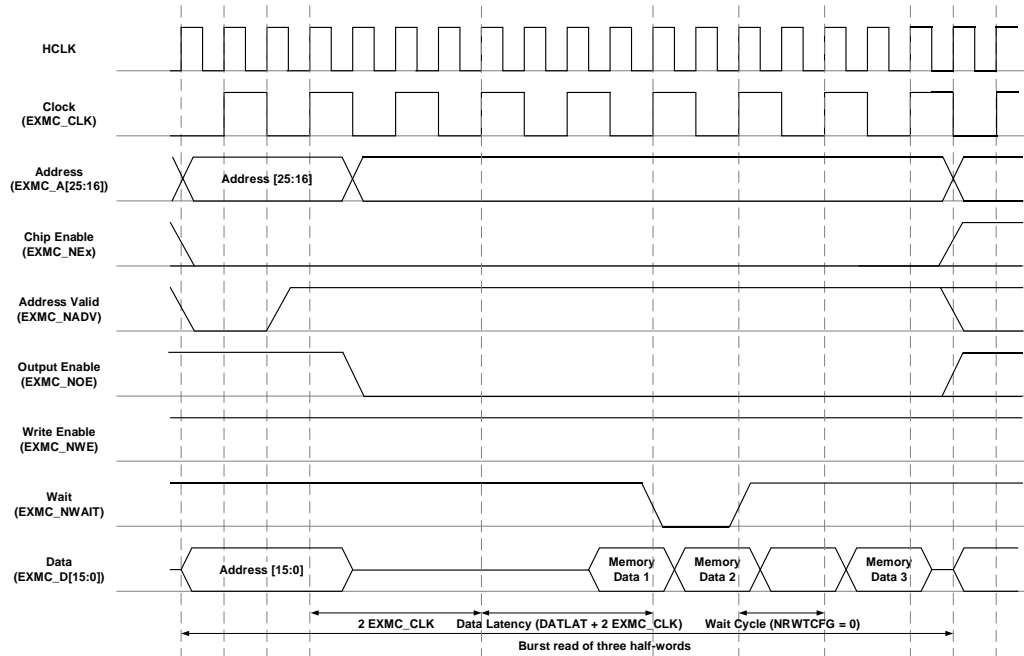 HCLK
Clock
(EXMC_CLK)
Address
(EXMC_A[25:16])
Address [25:16]
Chip Enable
(EXMC_NEx)
Address Valid
(EXMC_NADV)
Output Enable
(EXMC_NOE)
Write Enable
(EXMC_NWE)
Wait
(EXMC_NWAIT)
Data
(EXMC_D[15:0])
Address [15:0]
Memory
Data 1
Memory
Data 2
Memory
Data 3
2 EXMC_CLK
Data Latency (DATLAT + 2 EXMC_CLK)
Wait Cycle (NRWTCFG = 0)
Burst read of three half-words